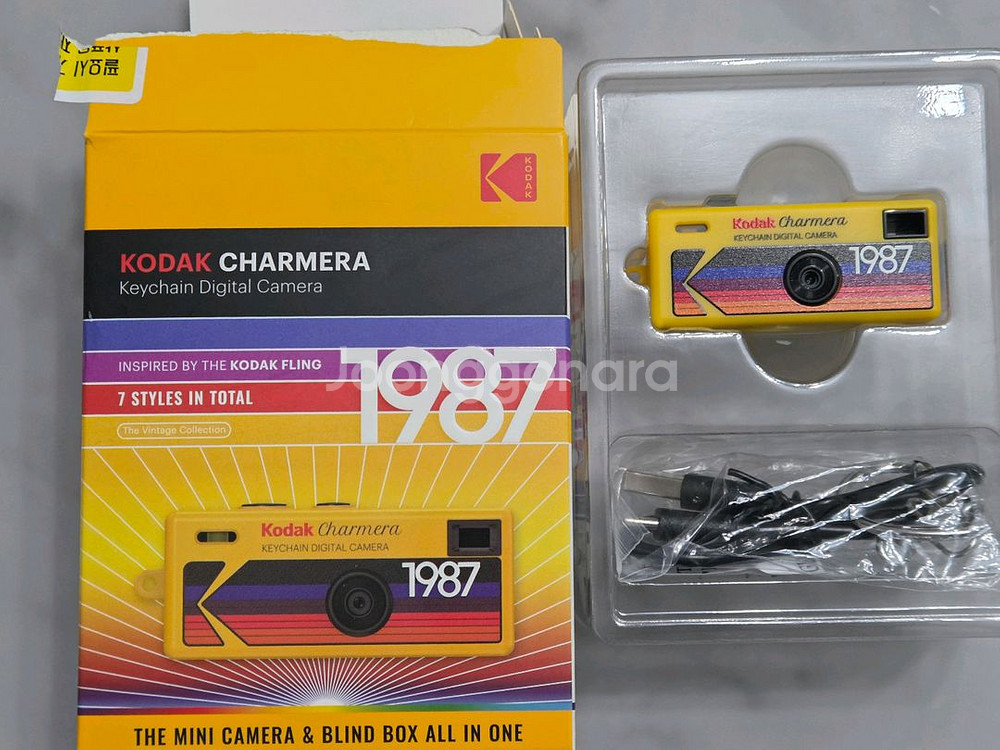 KODAK
KODAK CHARMERA
Keychain Digital Camera
INSPIRED BY THE KODAK FLING
1987
7 STYLES IN TOTAL
The Vintage Collection
Kodak Charmera
KEYCHAIN DIGITAL CAMERA
1987
THE MINI CAMERA & BLIND BOX ALL IN ONE
Kodak Charmera
KEYCHAIN DIGITAL CAMERA
1987
Joonggonara